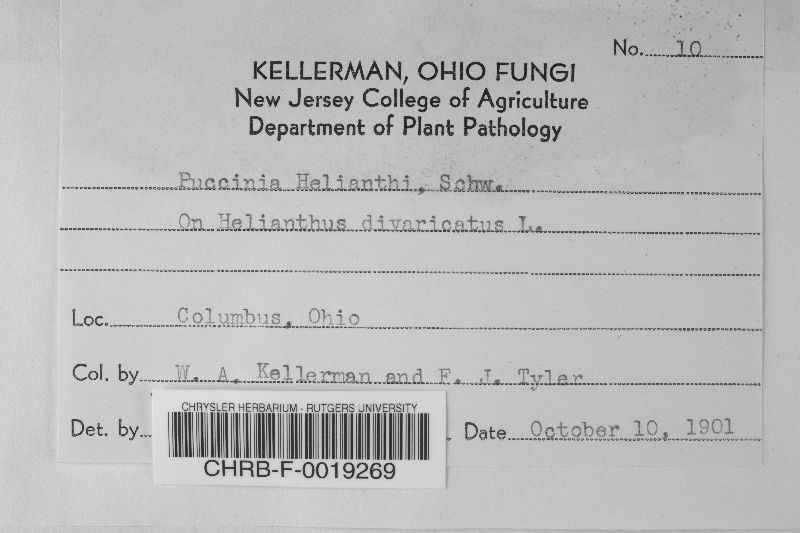 No. 10
KELLERMAN, OHIO FUNGI
New Jersey College of Agriculture
Department of Plant Pathology
Puccinia Helianthi, Schw.
On Helianthus divaricatus L.
Loc. Columbus, Ohio
Col. by W. A. Kellerman and F. J. Tyler
Det. by Date October 10, 1901
CHRYSLER HERBARIUM - RUTGERS UNIVERSITY
CHRB-F-0019269